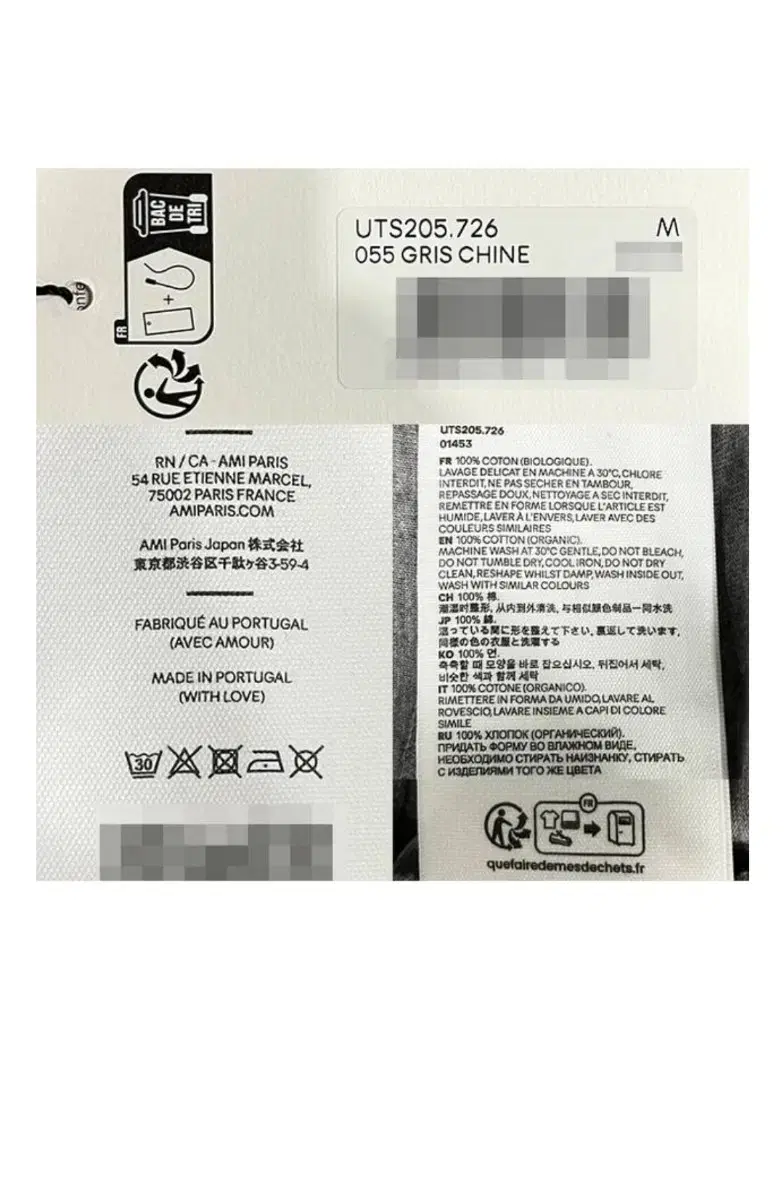 BAC
DE
TRI
+
FR
UTS205.726
M
055 GRIS CHINE
RN / CA - AMI PARIS
54 RUE ETIENNE MARCEL,
75002 PARIS FRANCE
AMIPARIS.COM
AMI Paris Japan 株式会社
東京都渋谷区千駄ヶ谷3-59-4
FABRIQUÉ AU PORTUGAL
(AVEC AMOUR)
MADE IN PORTUGAL
(WITH LOVE)
30
UTS205.726
01453
FR 100% COTON (BIOLOGIQUE).
LAVAGE DELICAT EN MACHINE A 30°C, CHLORE
INTERDIT, NE PAS SECHER EN TAMBOUR,
REPASSAGE DOUX, NETTOYAGE A SEC INTERDIT,
REMETTRE EN FORME LORSQUE L'ARTICLE EST
HUMIDE, LAVER À L'ENVERS, LAVER AVEC DES
COULEURS SIMILAIRES
EN 100% COTTON (ORGANIC).
MACHINE WASH AT 30°C GENTLE, DO NOT BLEACH,
DO NOT TUMBLE DRY, COOL IRON, DO NOT DRY
CLEAN, RESHAPE WHILST DAMP, WASH INSIDE OUT,
WASH WITH SIMILAR COLOURS
CH 100% 棉.
潮湿时整形, 从内到外清洗, 与相似颜色制品一同水洗
JP 100% 綿.
湿っている間に形を整えて下さい. 裏返して洗います.
同様の色の衣服と洗濯する
KO 100% 면.
축축할 때 모양을 바로 잡으십시오, 뒤집어서 세탁,
비슷한 색과 함께 세탁
IT 100% COTONE (ORGANICO).
RIMETTERE IN FORMA DA UMIDO, LAVARE AL
ROVESCIO, LAVARE INSIEME A CAPI DI COLORE
SIMILE
RU 100% ХЛОПОК (ОРГАНИЧЕСКИЙ).
ПРИДАТЬ ФОРМУ ВО ВЛАЖНОМ ВИДЕ,
НЕОБХОДИМО СТИРАТЬ НАИЗНАНКУ, СТИРАТЬ
С ИЗДЕЛИЯМИ ТОГО ЖЕ ЦВЕТА
FR
quefairedemesdechets.fr